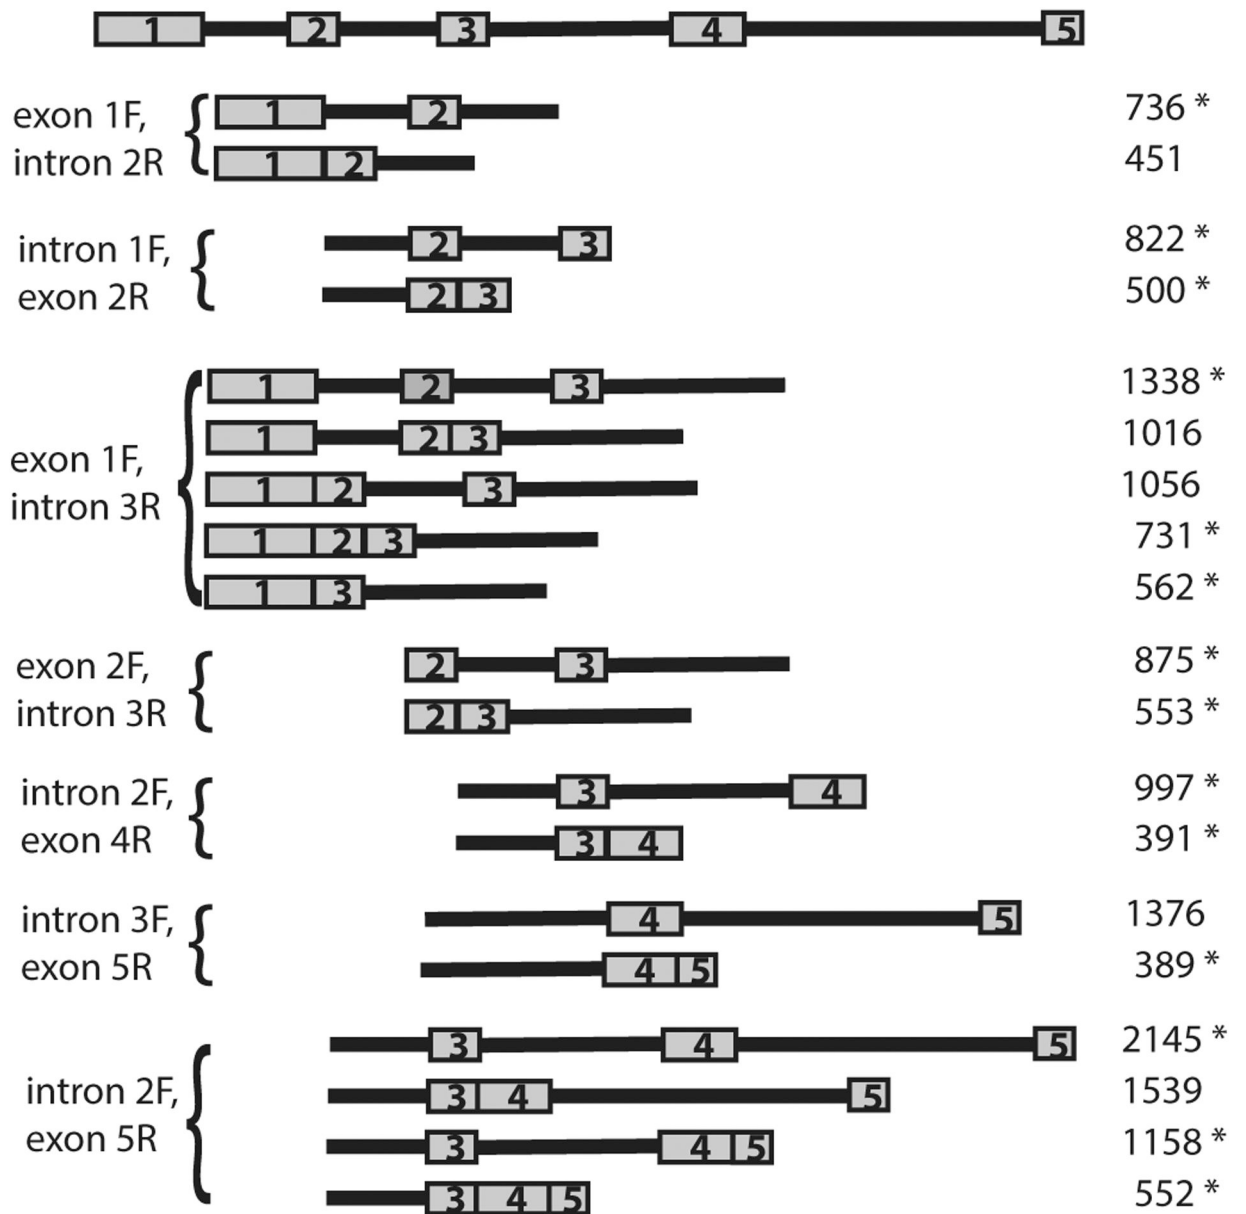 1 2 3 4 5
exon 1F,
intron 2R
{
1 2 736 *
1 2 451
intron 1F,
exon 2R
{
2 3 822 *
2 3 500 *
exon 1F,
intron 3R
{
1 2 3 1338 *
1 2 3 1016
1 2 3 1056
1 2 3 731 *
1 3 562 *
exon 2F,
intron 3R
{
2 3 875 *
2 3 553 *
intron 2F,
exon 4R
{
3 4 997 *
3 4 391 *
intron 3F,
exon 5R
{
4 5 1376
4 5 389 *
intron 2F,
exon 5R
{
3 4 5 2145 *
3 4 5 1539
3 4 5 1158 *
3 4 5 552 *